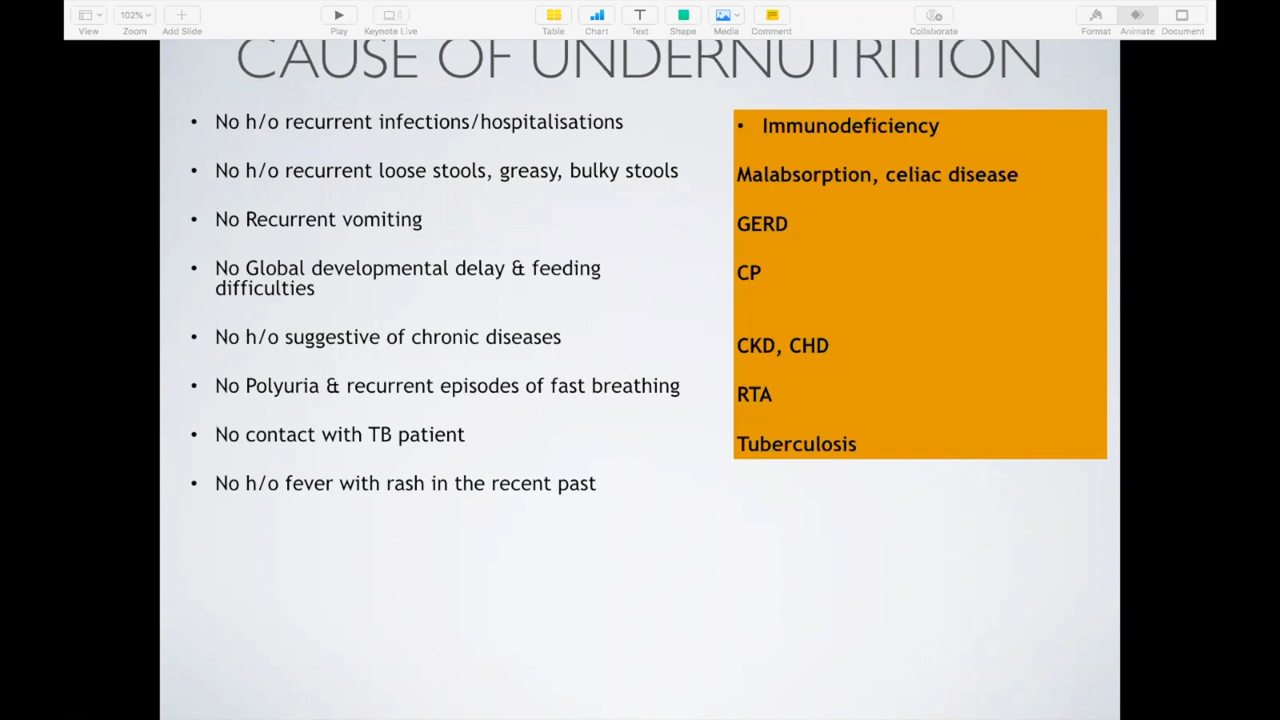 102%
View
Zoom
Add Slide
Play
Keynote Live
Table
Chart
Text
Shape
Media
Comment
Collaborate
Format
Animate
Document
CAUSE OF UNDERNUTRITION
• No h/o recurrent infections/hospitalisations
• No h/o recurrent loose stools, greasy, bulky stools
• No Recurrent vomiting
• No Global developmental delay & feeding
difficulties
• No h/o suggestive of chronic diseases
• No Polyuria & recurrent episodes of fast breathing
• No contact with TB patient
• No h/o fever with rash in the recent past
• Immunodeficiency
Malabsorption, celiac disease
GERD
CP
CKD, CHD
RTA
Tuberculosis